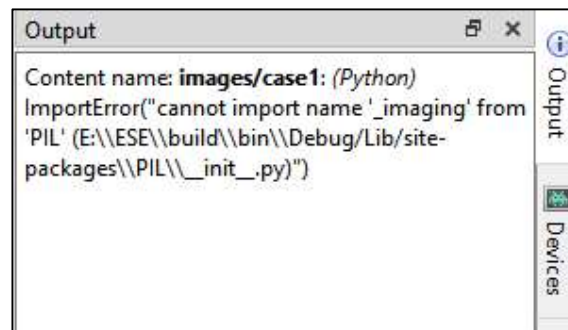 Output
Content name: images/case1: (Python)
ImportError("cannot import name '_imaging' from
'PIL' (E:\\ESE\\build\\bin\\Debug/Lib/site-
packages\\PIL\\__init__.py)")
Output
Devices